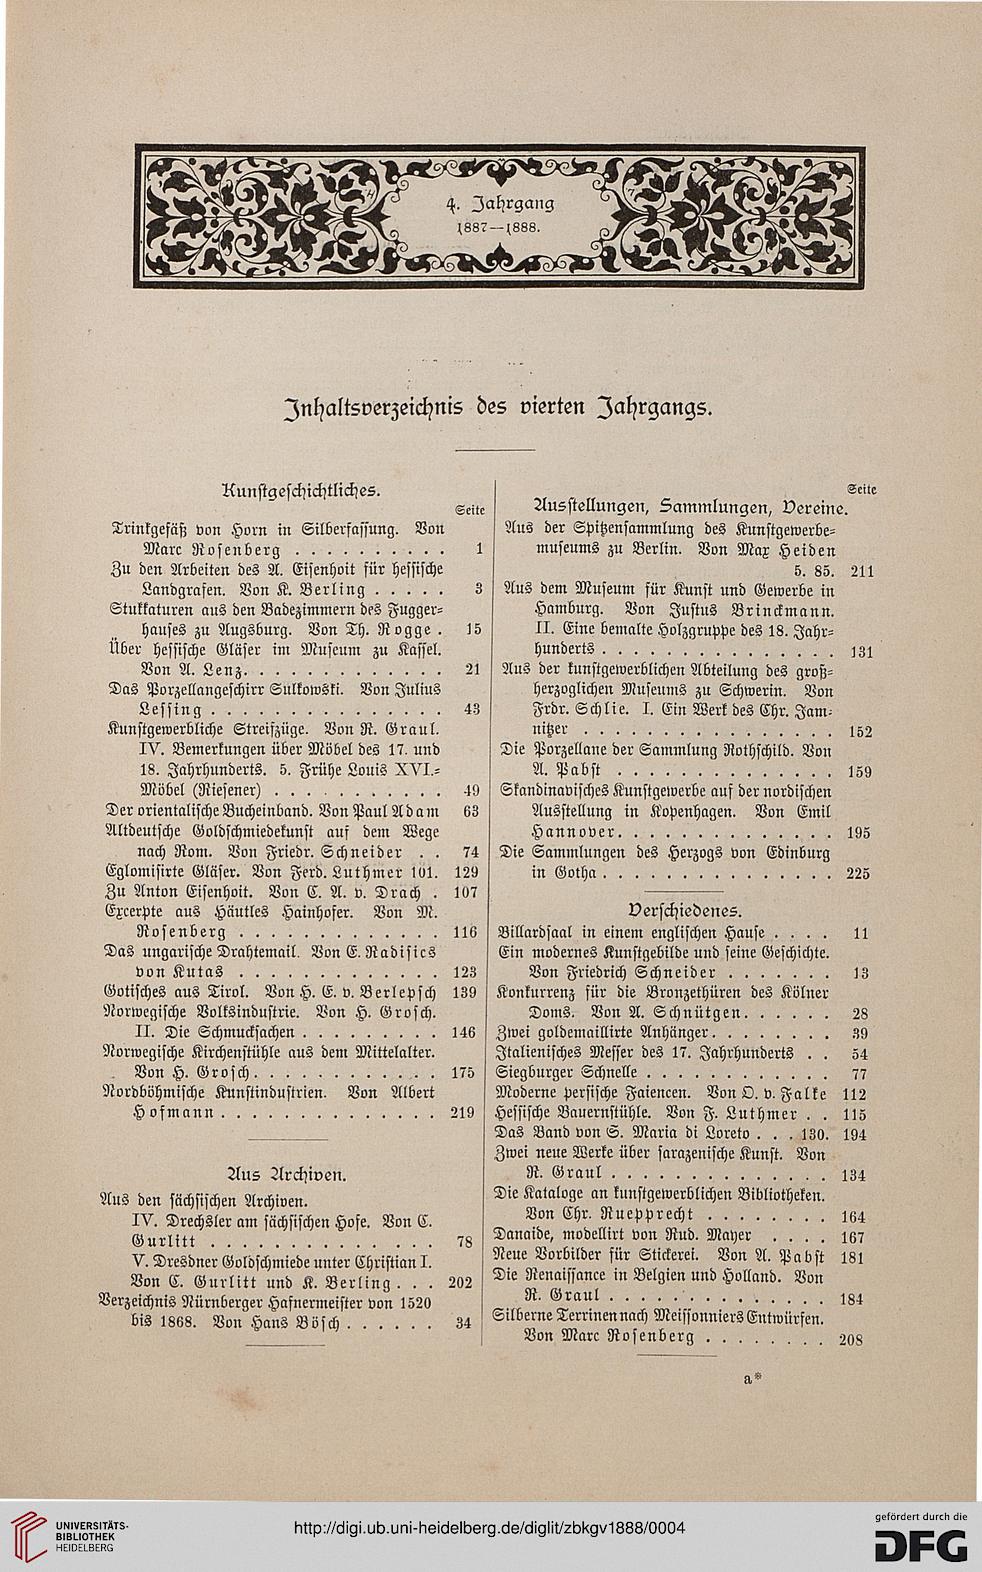 4. Jahrgang
1887—1888.
Inhaltsverzeichnis des vierten Jahrgangs.
Kunstgeschichtliches.
Seite
Trinkgefäß von Horn in Silberfassung. Von
Marc Rosenberg . . . . . . . . . . 1
Zu den Arbeiten des A. Eisenhoit für hessische
Landgrafen. Von K. Berling . . . . . 3
Stukkaturen aus den Badezimmern des Fugger-
hauses zu Augsburg. Von Th. Rogge . 15
Über hessische Gläser im Museum zu Kassel.
Von A. Lenz. . . . . . . . . . . . 21
Das Porzellangeschirr Sulkowski. Von Julius
Lessing . . . . . . . . . . . . . . 43
Kunstgewerbliche Streifzüge. Von R. Graul.
IV. Bemerkungen über Möbel des 17. und
18. Jahrhunderts. 5. Frühe Louis XVI.-
Möbel (Riesener) . . . . . . . . . . 49
Der orientalische Bucheinband. Von Paul Adam 63
Altdeutsche Goldschmiedekunst auf dem Wege
nach Rom. Von Friedr. Schneider . . 74
Eglomisirte Gläser. Von Ferd. Luthmer 101. 129
Zu Anton Eisenhoit. Von C. A. v. Drach . 107
Excerpte aus Häutles Hainhofer. Von M.
Rosenberg . . . . . . . . . . . . . 116
Das ungarische Drahtemail. Von E. Radisics
von Kutas . . . . . . . . . . . . . 123
Gotisches aus Tirol. Von H. E. v. Berlepsch 139
Norwegische Volksindustrie. Von H. Grosch.
II. Die Schmucksachen . . . . . . . . . 146
Norwegische Kirchenstühle aus dem Mittelalter.
Von H. Grosch. . . . . . . . . . . . 175
Nordböhmische Kunstindustrien. Von Albert
Hofmann . . . . . . . . . . . . . . 219
Aus Archiven.
Aus den sächsischen Archiven.
IV. Drechsler am sächsischen Hofe. Von C.
Gurlitt . . . . . . . . . . . . . . 78
V. Dresdner Goldschmiede unter Christian I.
Von C. Gurlitt und K. Berling. . . 202
Verzeichnis Nürnberger Hafnermeister von 1520
bis 1868. Von Hans Bösch . . . . . . 34
Seite
Ausstellungen, Sammlungen, Vereine.
Aus der Spitzensammlung des Kunstgewerbe-
museums zu Berlin. Von Max Heiden
5. 85. 211
Aus dem Museum für Kunst und Gewerbe in
Hamburg. Von Justus Brinckmann.
II. Eine bemalte Holzgruppe des 18. Jahr-
hunderts . . . . . . . . . . . . . . . 131
Aus der kunstgewerblichen Abteilung des groß-
herzoglichen Museums zu Schwerin. Von
Frdr. Schlie. I. Ein Werk des Chr. Jam-
nitzer . . . . . . . . . . . . . . . . 152
Die Porzellane der Sammlung Rothschild. Von
A. Pabst . . . . . . . . . . . . . . 159
Skandinavisches Kunstgewerbe auf der nordischen
Ausstellung in Kopenhagen. Von Emil
Hannover. . . . . . . . . . . . . . 195
Die Sammlungen des Herzogs von Edinburg
in Gotha . . . . . . . . . . . . . . . 225
Verschiedenes.
Billardsaal in einem englischen Hause . . . . 11
Ein modernes Kunstgebilde und seine Geschichte.
Von Friedrich Schneider . . . . . . . 13
Konkurrenz für die Bronzethüren des Kölner
Doms. Von A. Schnütgen. . . . . . 28
Zwei goldemaillirte Anhänger. . . . . . . . 39
Italienisches Messer des 17. Jahrhunderts . . 54
Siegburger Schnelle . . . . . . . . . . . . 77
Moderne persische Faiencen. Von O. v. Falke 112
Hessische Bauernstühle. Von F. Luthmer . . 115
Das Band von S. Maria di Loreto . . . 130. 194
Zwei neue Werke über sarazenische Kunst. Von
R. Graul . . . . . . . . . . . . . . 134
Die Kataloge an kunstgewerblichen Bibliotheken.
Von Chr. Ruepprecht . . . . . . . . 164
Danaide, modellirt von Rud. Mayer . . . . 167
Neue Vorbilder für Stickerei. Von A. Pabst 181
Die Renaissance in Belgien und Holland. Von
R. Graul . . . . . . . . . . . . . . 184
Silberne Terrinen nach Meissonniers Entwürfen.
Von Marc Rosenberg . . . . . . . . 208
a*
UNIVERSITÄTS-
BIBLIOTHEK
HEIDELBERG
http://digi.ub.uni-heidelberg.de/diglit/zbkgv1888/0004
gefördert durch die
DFG